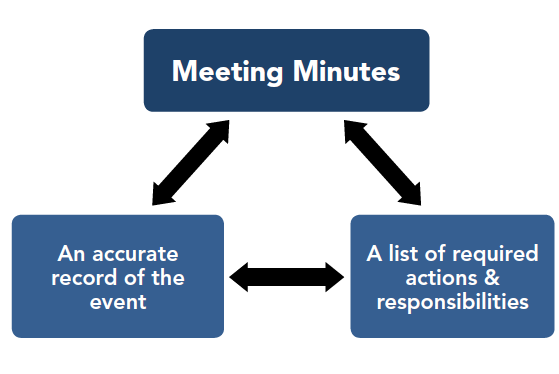 Meeting Minutes
An accurate
record of the
event
A list of required
actions &
responsibilities